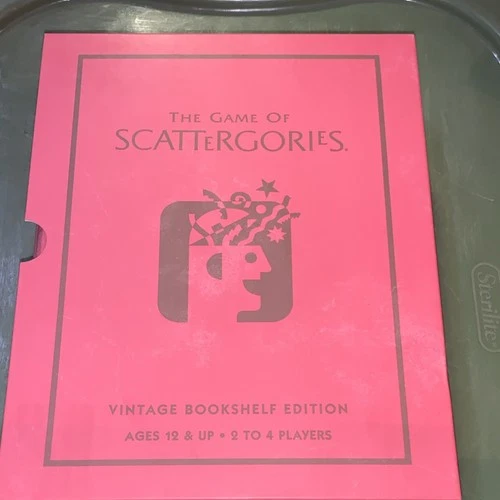 THE GAME OF
SCATTERGORIES.
VINTAGE BOOKSHELF EDITION
AGES 12 & UP • 2 TO 4 PLAYERS
Sterilite